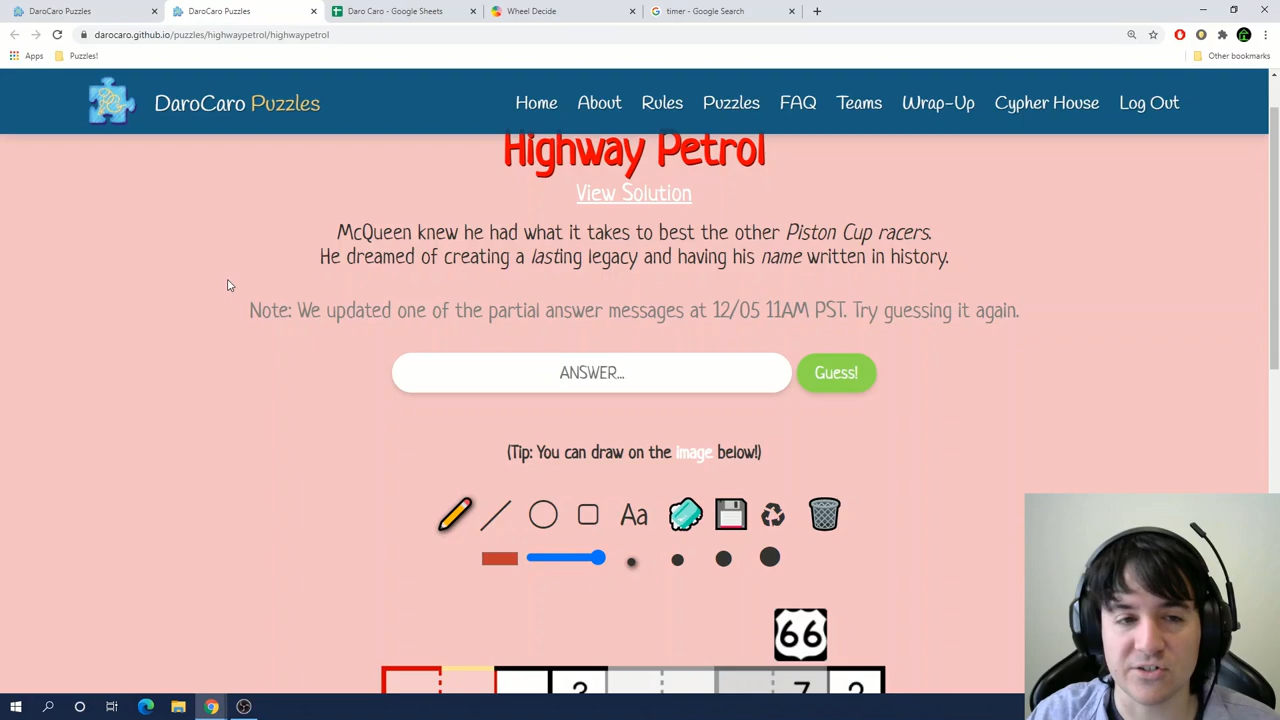 DaroCaro Puzzles
DaroCaro Puzzles
Daro Caro - Google Sheets
Wheel Decide
timer - Google Search
darocaro.github.io/puzzles/highwaypetrol/highwaypetrol
Apps
Puzzles!
Other bookmarks
DaroCaro Puzzles
Home
About
Rules
Puzzles
FAQ
Teams
Wrap-Up
Cypher House
Log Out
Highway Petrol
View Solution
McQueen knew he had what it takes to best the other Piston Cup racers.
He dreamed of creating a lasting legacy and having his name written in history.
Note: We updated one of the partial answer messages at 12/05 11AM PST. Try guessing it again.
ANSWER...
Guess!
(Tip: You can draw on the image below!)
Aa
66